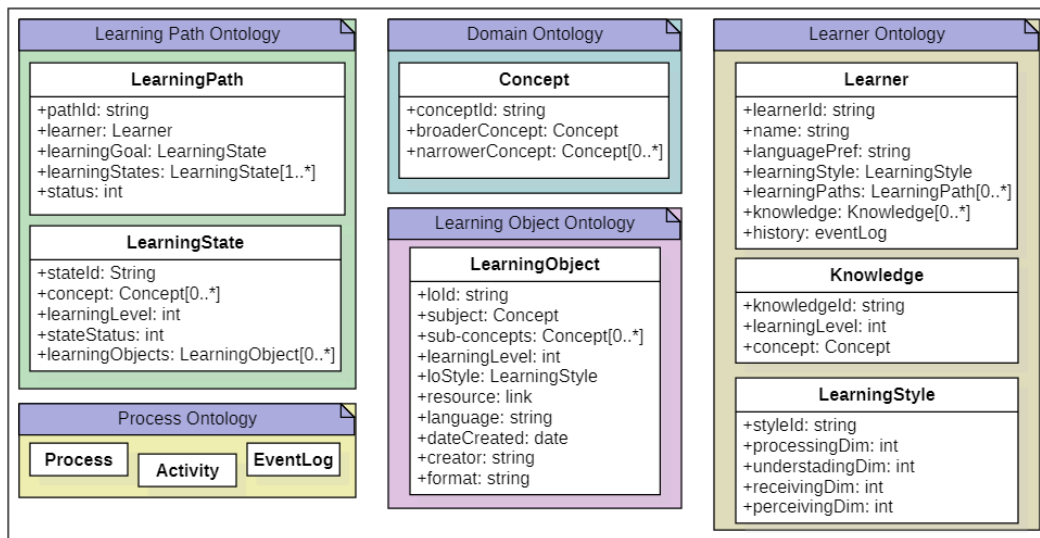 Learning Path Ontology
LearningPath
+pathId: string
+learner: Learner
+learningGoal: LearningState
+learningStates: LearningState[1..*]
+status: int
LearningState
+stateId: String
+concept: Concept[0..*]
+learningLevel: int
+stateStatus: int
+learningObjects: LearningObject[0..*]
Process Ontology
Process
Activity
EventLog
Domain Ontology
Concept
+conceptId: string
+broaderConcept: Concept
+narrowerConcept: Concept[0..*]
Learning Object Ontology
LearningObject
+loId: string
+subject: Concept
+sub-concepts: Concept[0..*]
+learningLevel: int
+loStyle: LearningStyle
+resource: link
+language: string
+dateCreated: date
+creator: string
+format: string
Learner Ontology
Learner
+learnerId: string
+name: string
+languagePref: string
+learningStyle: LearningStyle
+learningPaths: LearningPath[0..*]
+knowledge: Knowledge[0..*]
+history: eventLog
Knowledge
+knowledgeId: string
+learningLevel: int
+concept: Concept
LearningStyle
+styleId: string
+processingDim: int
+understadingDim: int
+receivingDim: int
+perceivingDim: int